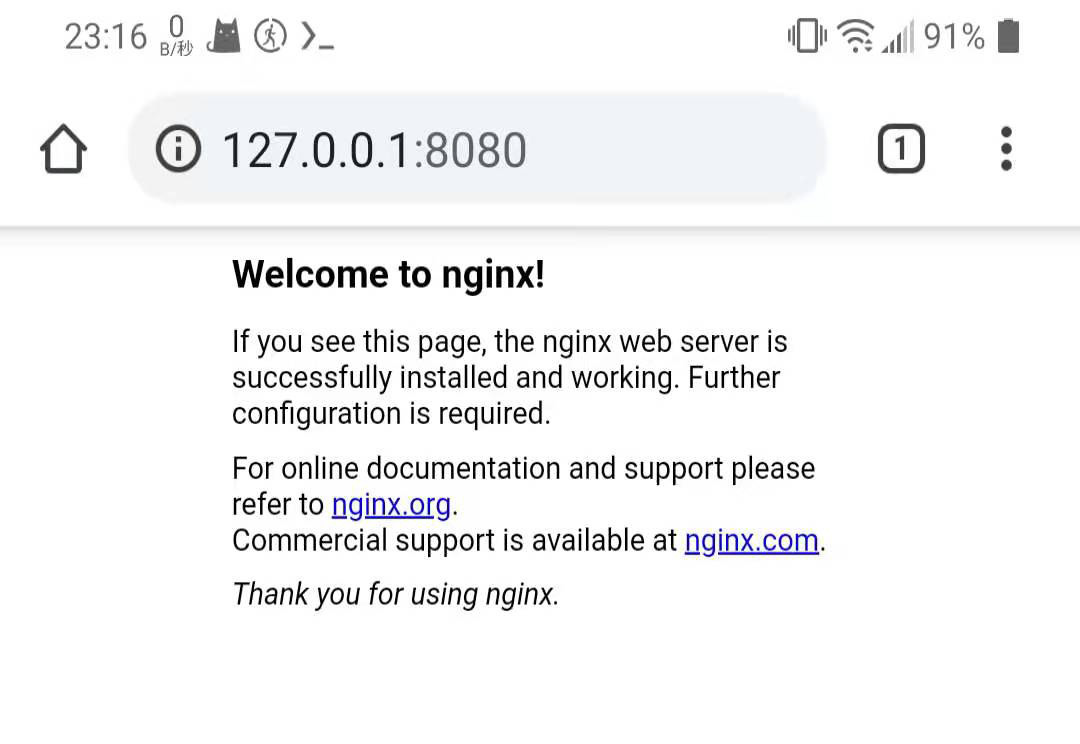 23:16 0 B/秒 91%
127.0.0.1:8080 1
Welcome to nginx!
If you see this page, the nginx web server is
successfully installed and working. Further
configuration is required.
For online documentation and support please
refer to nginx.org.
Commercial support is available at nginx.com.
Thank you for using nginx.